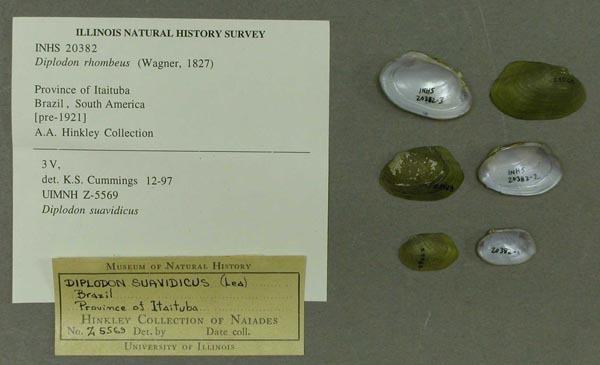 ILLINOIS NATURAL HISTORY SURVEY
INHS 20382
Diplodon rhombeus (Wagner, 1827)
Province of Itaituba
Brazil, South America
[pre-1921]
A.A. Hinkley Collection
3 V,
det. K.S. Cummings 12-97
UIMNH Z-5569
Diplodon suavidicus
MUSEUM OF NATURAL HISTORY
DIPLODON SUAVIDICUS (Lea)
Brazil
Province of Itaituba
HINKLEY COLLECTION OF NAIADES
No. Z 5569 Det. by Date coll.
UNIVERSITY OF ILLINOIS
INHS
20382-3
INHS
20382-2
20382-1